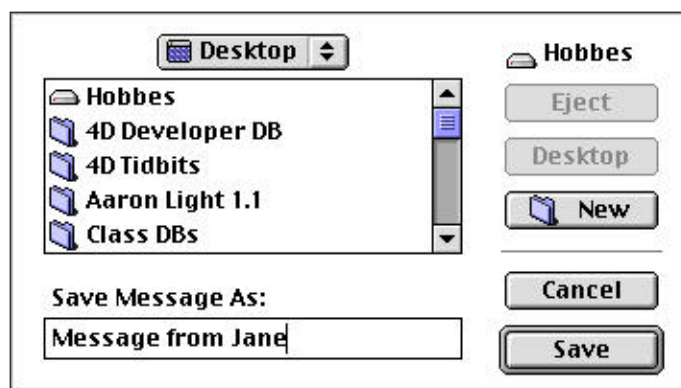 Desktop
Hobbes
4D Developer DB
4D Tidbits
Aaron Light 1.1
Class DBs
Save Message As:
Message from Jane
Hobbes
Eject
Desktop
New
Cancel
Save